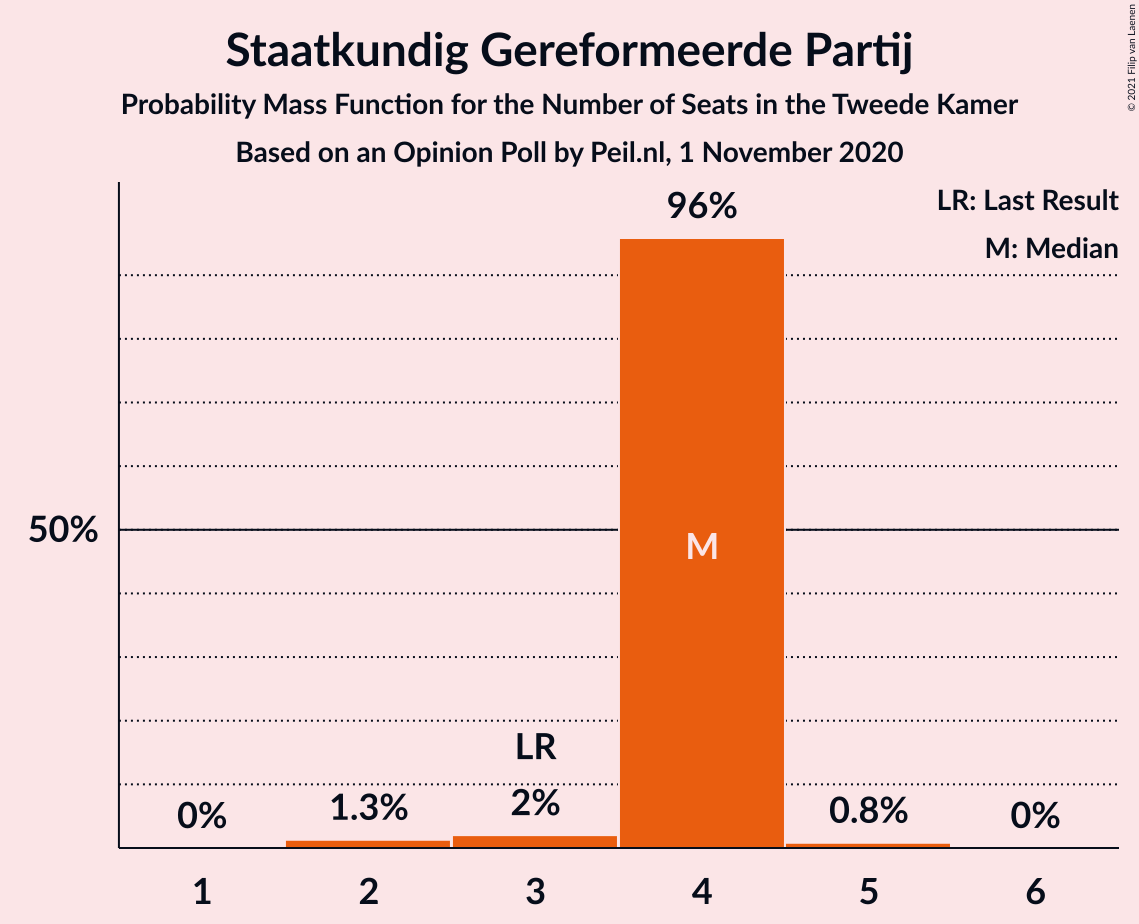 Staatkundig Gereformeerde Partij
Probability Mass Function for the Number of Seats in the Tweede Kamer
Based on an Opinion Poll by Peil.nl, 1 November 2020
© 2021 Filip van Laenen
LR: Last Result
M: Median
96%
50%
M
LR
0%
1.3%
2%
0.8%
0%
1
2
3
4
5
6